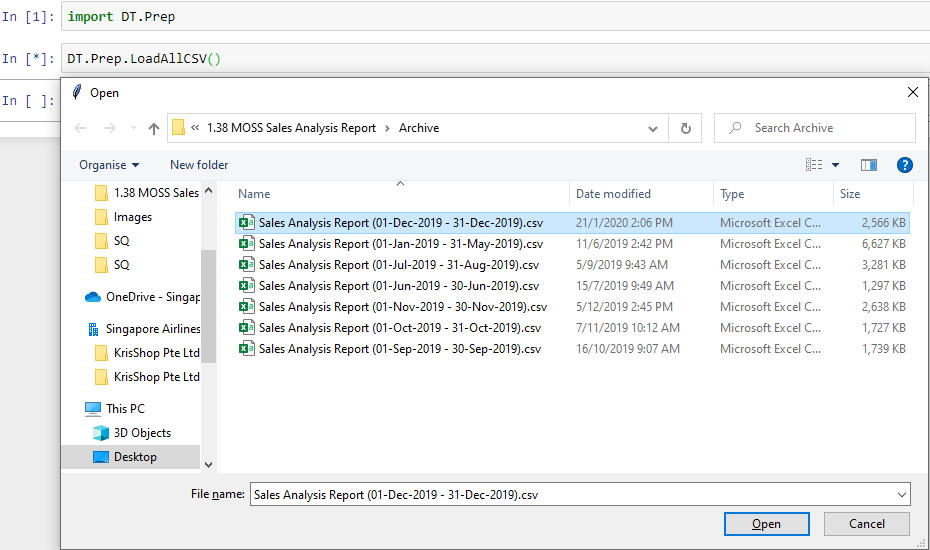 In [1]: import DT.Prep
In [*]: DT.Prep.LoadAllCSV()
In [ ]:
Open
« 1.38 MOSS Sales Analysis Report › Archive
Search Archive
Organise New folder
Name Date modified Type Size
1.38 MOSS Sales
Images
SQ
SQ
OneDrive - Singap
Singapore Airlines
KrisShop Pte Ltd
KrisShop Pte Ltd
This PC
3D Objects
Desktop
Sales Analysis Report (01-Dec-2019 - 31-Dec-2019).csv 21/1/2020 2:06 PM Microsoft Excel C... 2,566 KB
Sales Analysis Report (01-Jan-2019 - 31-May-2019).csv 11/6/2019 2:42 PM Microsoft Excel C... 6,627 KB
Sales Analysis Report (01-Jul-2019 - 31-Aug-2019).csv 5/9/2019 9:43 AM Microsoft Excel C... 3,281 KB
Sales Analysis Report (01-Jun-2019 - 30-Jun-2019).csv 15/7/2019 9:49 AM Microsoft Excel C... 1,297 KB
Sales Analysis Report (01-Nov-2019 - 30-Nov-2019).csv 5/12/2019 2:45 PM Microsoft Excel C... 2,638 KB
Sales Analysis Report (01-Oct-2019 - 31-Oct-2019).csv 7/11/2019 10:12 AM Microsoft Excel C... 1,727 KB
Sales Analysis Report (01-Sep-2019 - 30-Sep-2019).csv 16/10/2019 9:07 AM Microsoft Excel C... 1,739 KB
File name: Sales Analysis Report (01-Dec-2019 - 31-Dec-2019).csv
Open Cancel